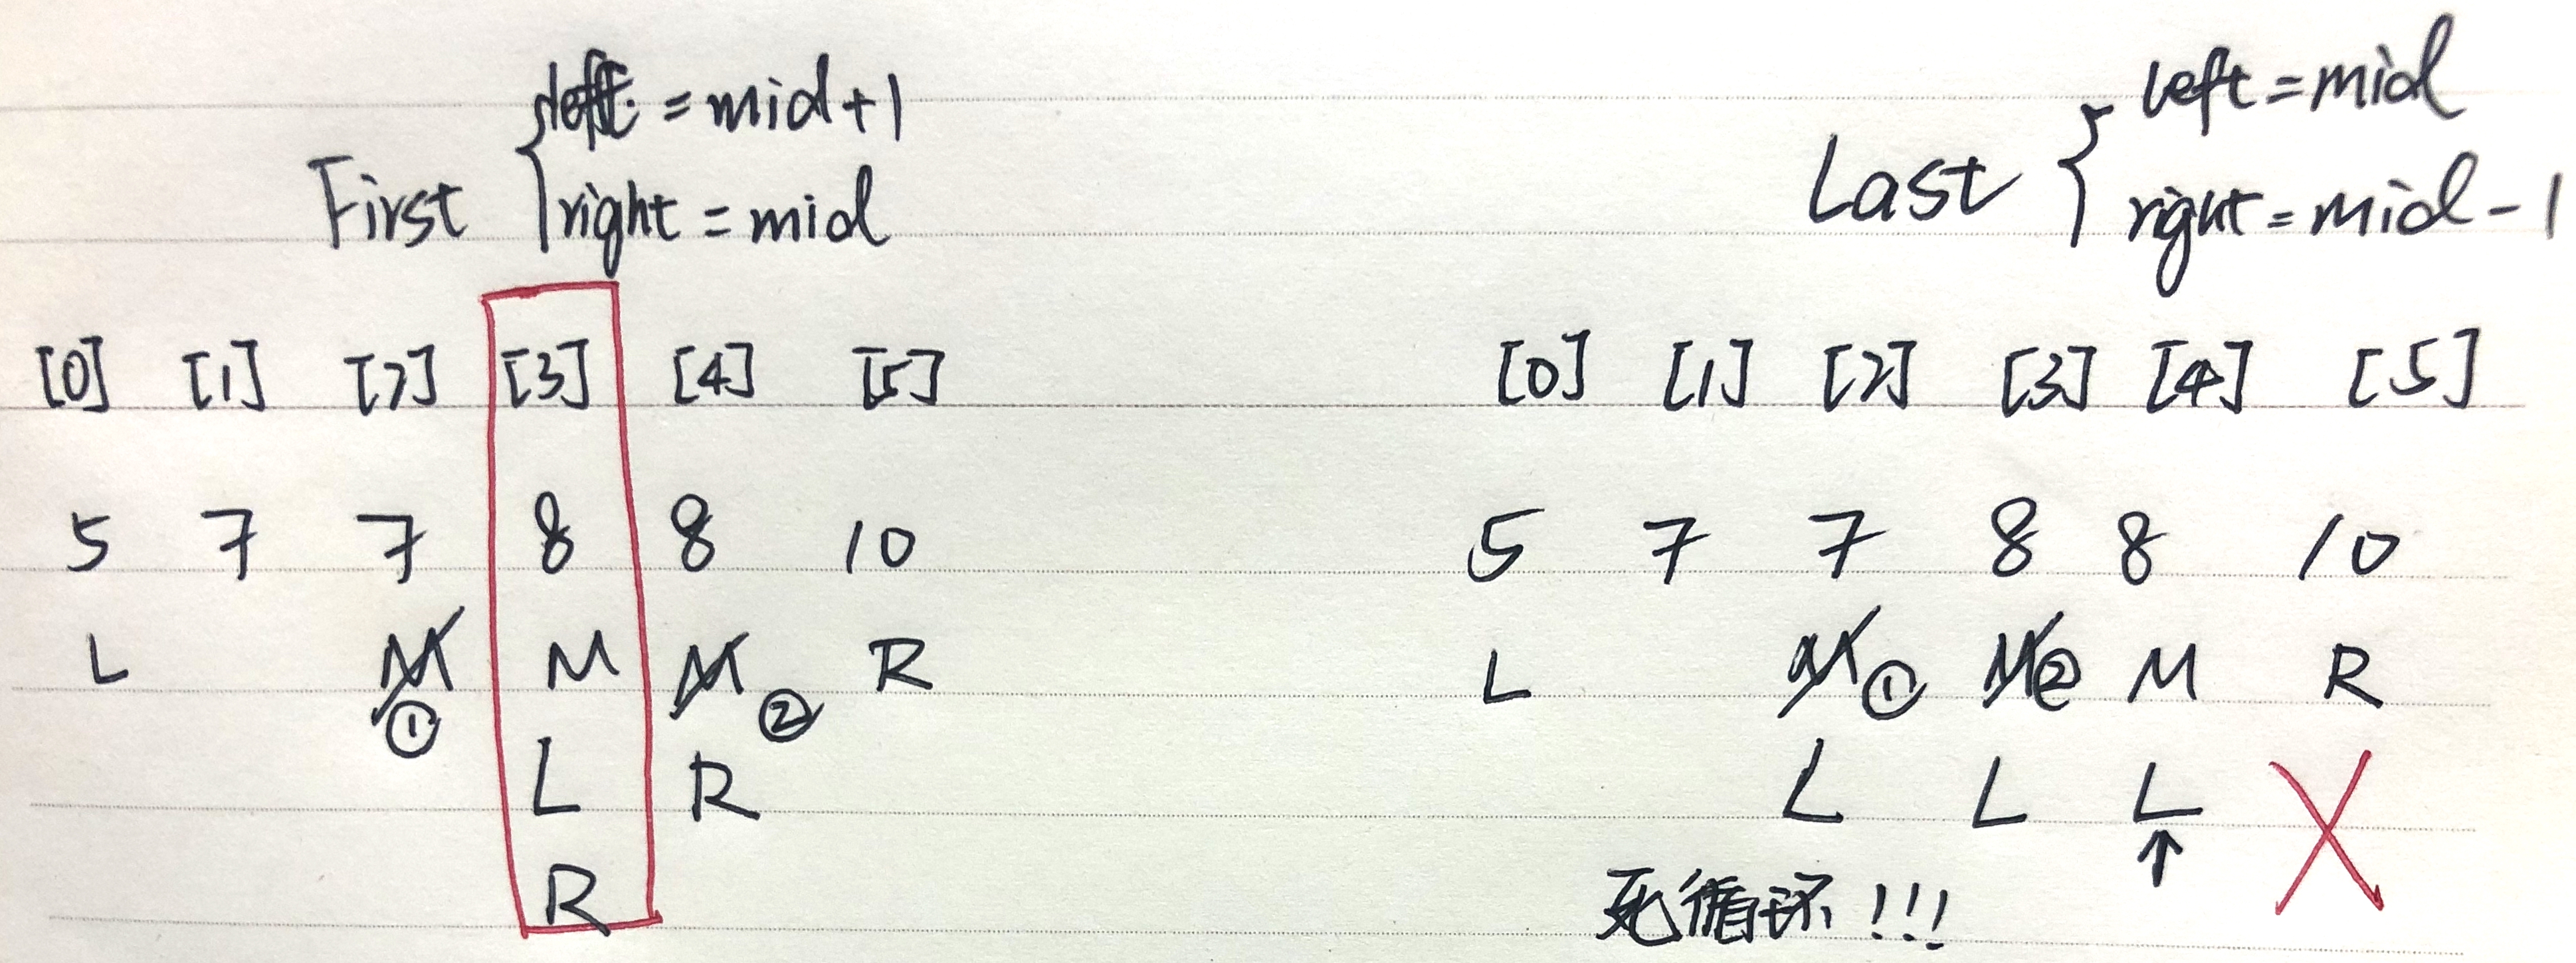 First { left = mid+1
right = mid
[0] [1] [2] [3] [4] [5]
5 7 7 8 8 10
L M M M R
① ②
L R
R
Last { left = mid
right = mid-1
[0] [1] [2] [3] [4] [5]
5 7 7 8 8 10
L M① M② M R
L L L
↑
死循环!!!